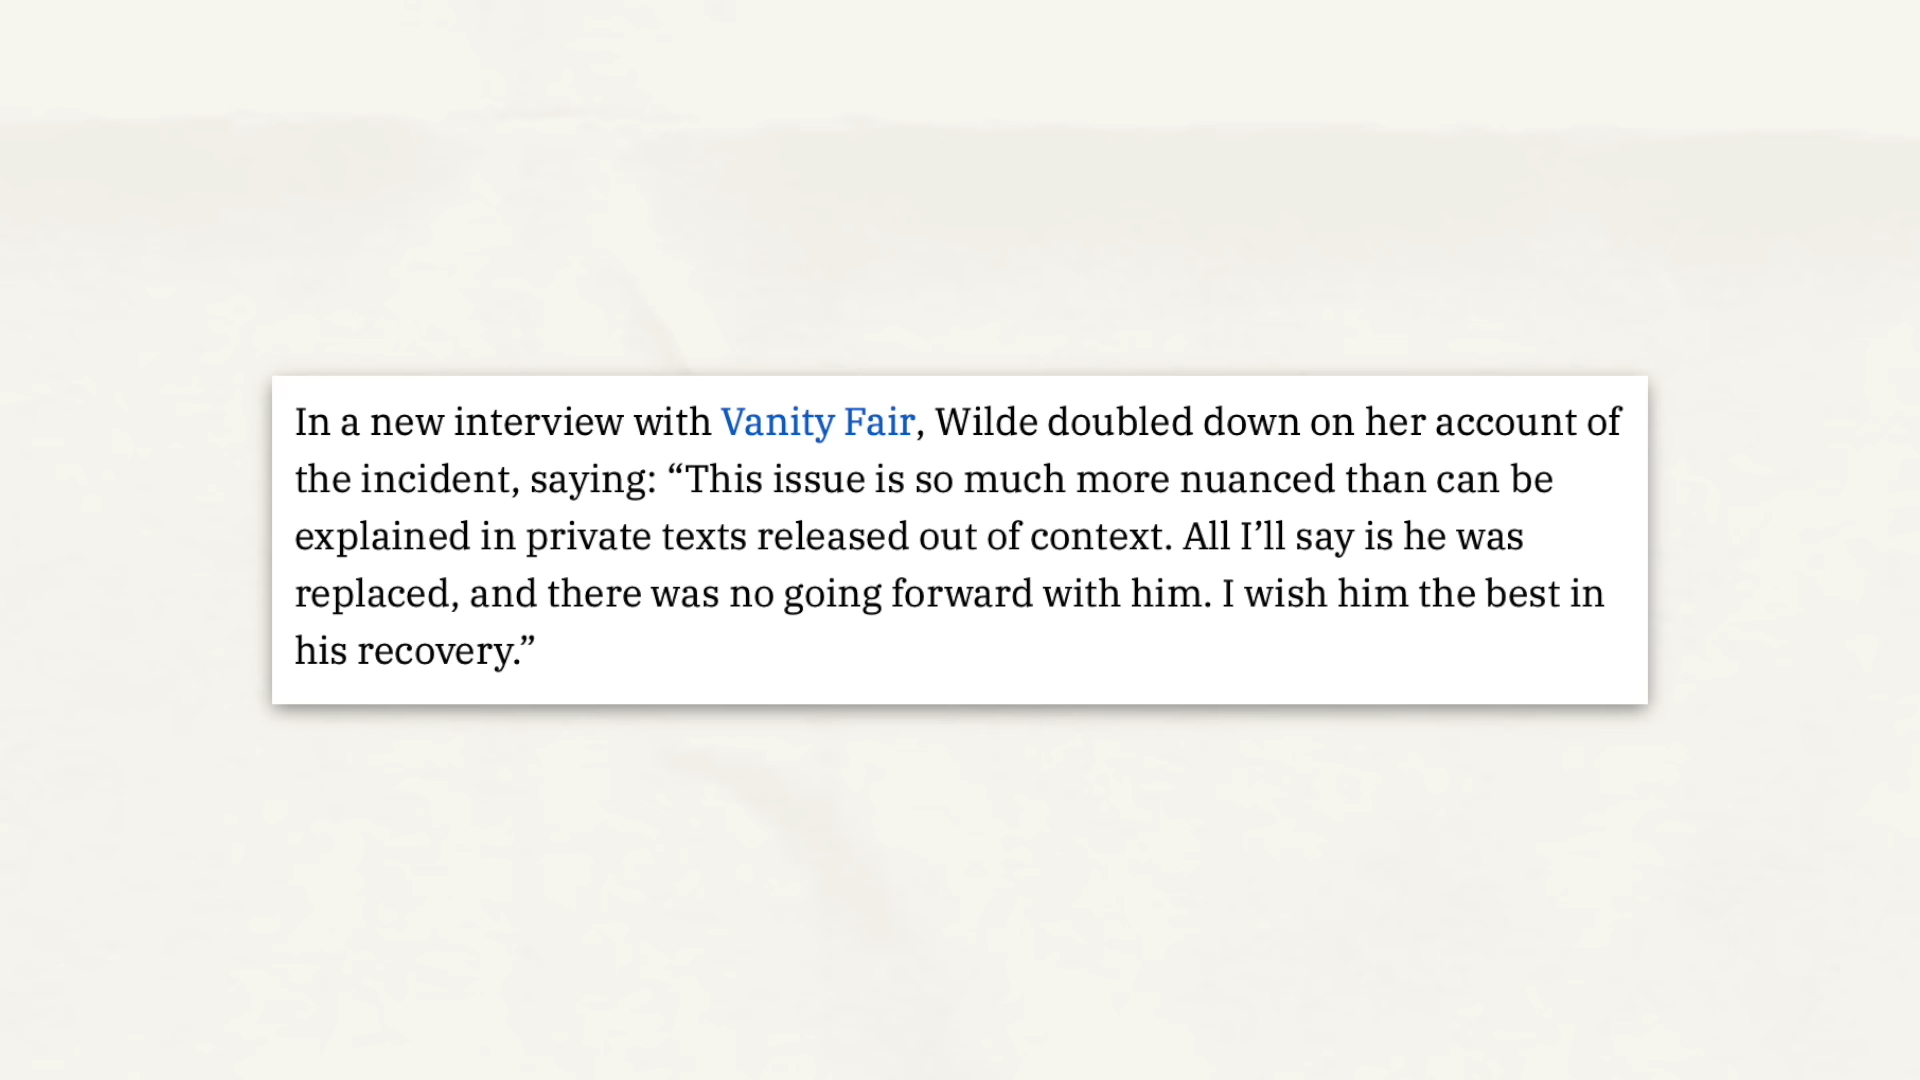 In a new interview with Vanity Fair, Wilde doubled down on her account of
the incident, saying: “This issue is so much more nuanced than can be
explained in private texts released out of context. All I’ll say is he was
replaced, and there was no going forward with him. I wish him the best in
his recovery.”